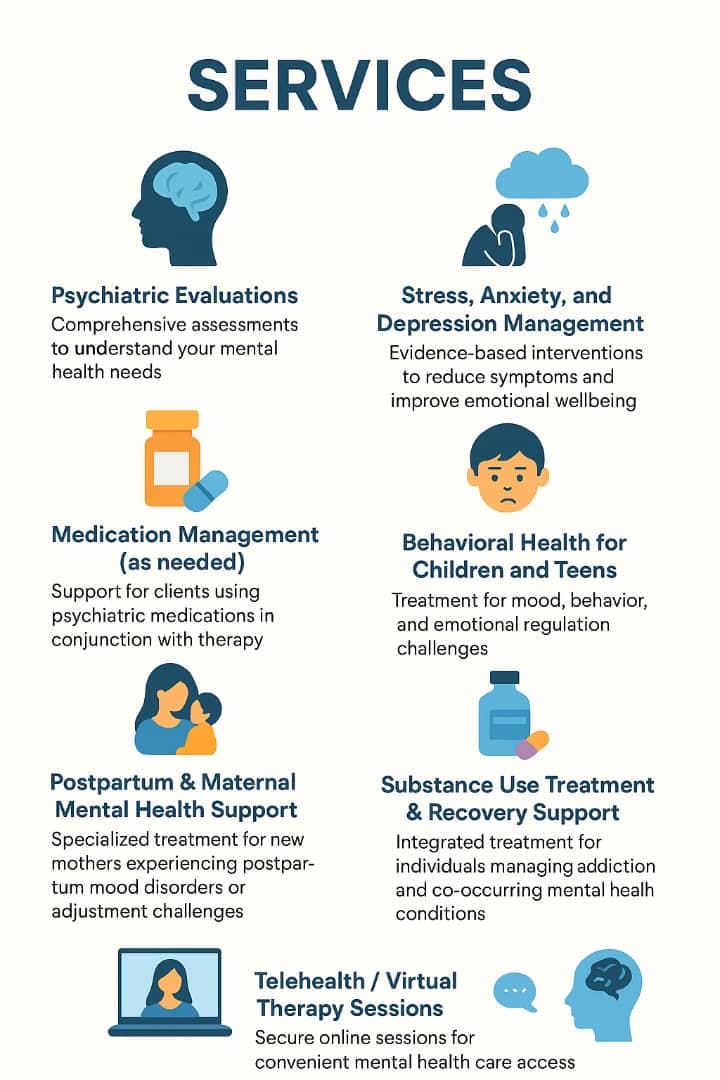 SERVICES
Psychiatric Evaluations
Comprehensive assessments
to understand your mental
health needs
Stress, Anxiety, and
Depression Management
Evidence-based interventions
to reduce symptoms and
improve emotional wellbeing
Medication Management
(as needed)
Support for clients using
psychiatric medications in
conjunction with therapy
Behavioral Health for
Children and Teens
Treatment for mood, behavior,
and emotional regulation
challenges
Postpartum & Maternal
Mental Health Support
Specialized treatment for new
mothers experiencing postpar-
tum mood disorders or
adjustment challenges
Substance Use Treatment
& Recovery Support
Integrated treatment for
individuals managing addiction
and co-occurring mental healh
conditions
Telehealth / Virtual
Therapy Sessions
Secure online sessions for
convenient mental health care access